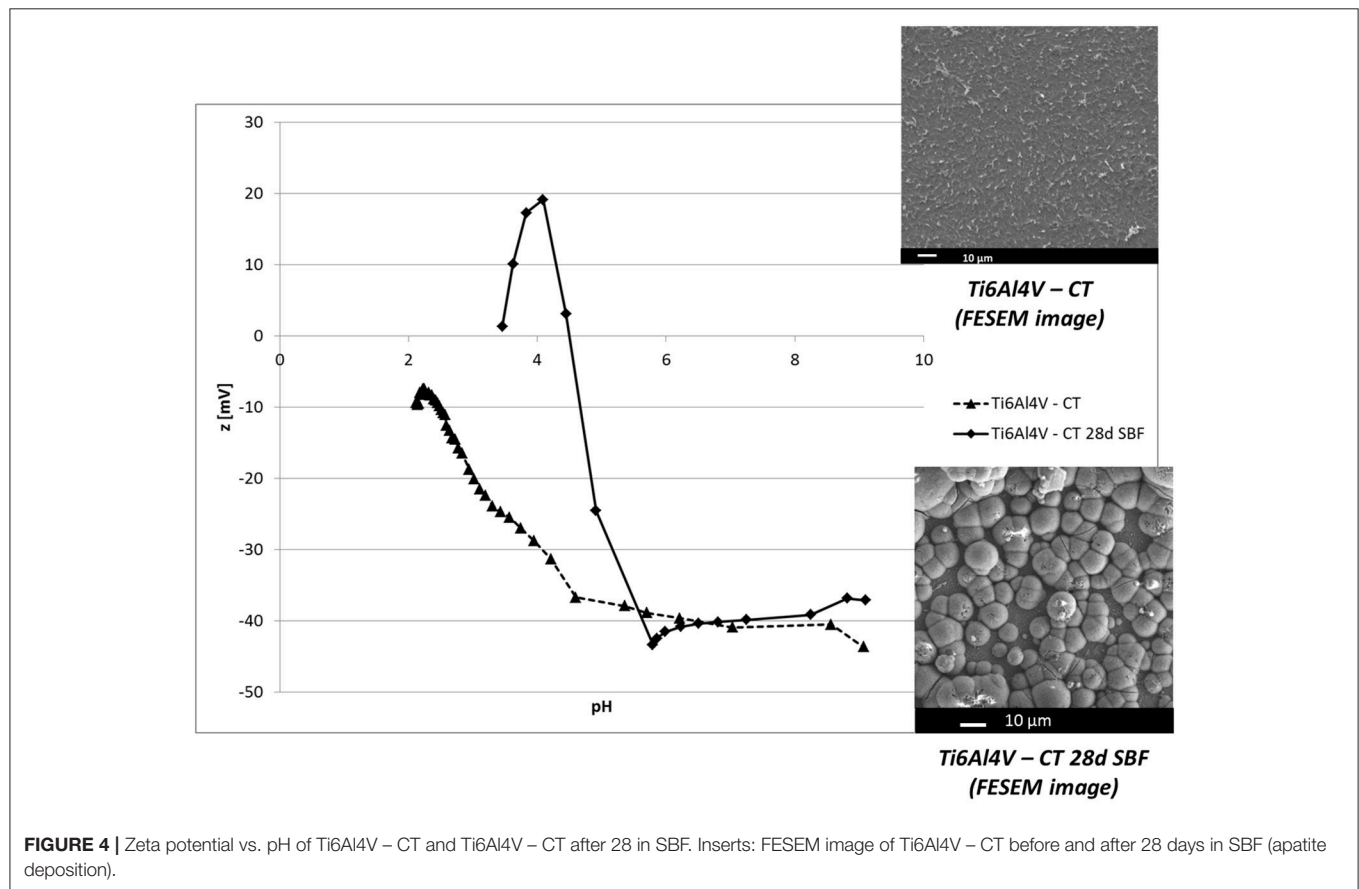 30
20
10
0
-10
-20
-30
-40
-50
0 2 4 6 8 10
z [mV]
pH
10 µm
Ti6Al4V – CT
(FESEM image)
Ti6Al4V - CT
Ti6Al4V - CT 28d SBF
10 µm
Ti6Al4V – CT 28d SBF
(FESEM image)
FIGURE 4 | Zeta potential vs. pH of Ti6Al4V – CT and Ti6Al4V – CT after 28 in SBF. Inserts: FESEM image of Ti6Al4V – CT before and after 28 days in SBF (apatite
deposition).